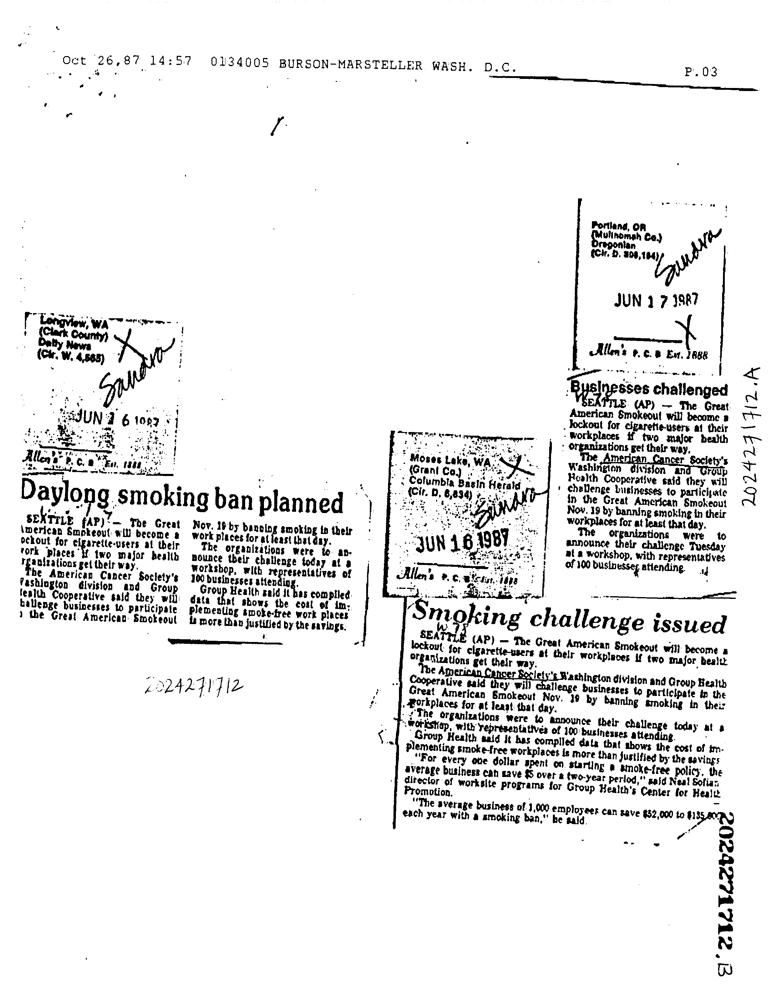 Oct 26,87 14:57 0134005 BURSON-MARSTELLER WASH. D.C. P.03
Portland, OR
(Multnomah Co.)
Oregonian
(Cir. D. 308,194)
Sandra
JUN 17 1987
X
Allen's P. C. B Est. 1888
Businesses challenged
W78
SEATTLE (AP) — The Great
American Smokeout will become a
lockout for cigarette-users at their
workplaces if two major health
organizations get their way.
The American Cancer Society's
Washington division and Group
Health Cooperative said they will
challenge businesses to participate
in the Great American Smokeout
Nov. 19 by banning smoking in their
workplaces for at least that day.
The organizations were to
announce their challenge Tuesday
at a workshop, with representatives
of 100 businesses attending.
2024271712.A
Longview, WA
(Clark County)
Daily News
(Cir. W. 4,565)
X
Sandra
JUN 16 1987
Allen's P. C. B Est. 1888
Daylong smoking ban planned
SEATTLE (AP) — The Great
American Smokeout will become a
ockout for cigarette-users at their
work places if two major health
rganizations get their way.
The American Cancer Society's
Washington division and Group
Health Cooperative said they will
hallenge businesses to participate
n the Great American Smokeout
Nov. 19 by banning smoking in their
work places for at least that day.
The organizations were to an-
nounce their challenge today at a
workshop, with representatives of
100 businesses attending.
Group Health said it has compiled
data that shows the cost of im-
plementing smoke-free work places
is more than justified by the savings.
2024271712
Moses Lake, WA
(Grant Co.)
Columbia Basin Herald
(Cir. D. 8,834)
X
Sandra
JUN 16 1987
Allen's P. C. B Est. 1888
Smoking challenge issued
W78
SEATTLE (AP) — The Great American Smokeout will become a
lockout for cigarette-users at their workplaces if two major health
organizations get their way.
The American Cancer Society's Washington division and Group Health
Cooperative said they will challenge businesses to participate in the
Great American Smokeout Nov. 19 by banning smoking in their
workplaces for at least that day.
The organizations were to announce their challenge today at a
workshop, with representatives of 100 businesses attending.
Group Health said it has compiled data that shows the cost of im-
plementing smoke-free workplaces is more than justified by the savings
"For every one dollar spent on starting a smoke-free policy, the
average business can save $5 over a two-year period," said Neal Sofian
director of worksite programs for Group Health's Center for Health
Promotion.
"The average business of 1,000 employees can save $52,000 to $135,000
each year with a smoking ban," he said.
2024271712.B